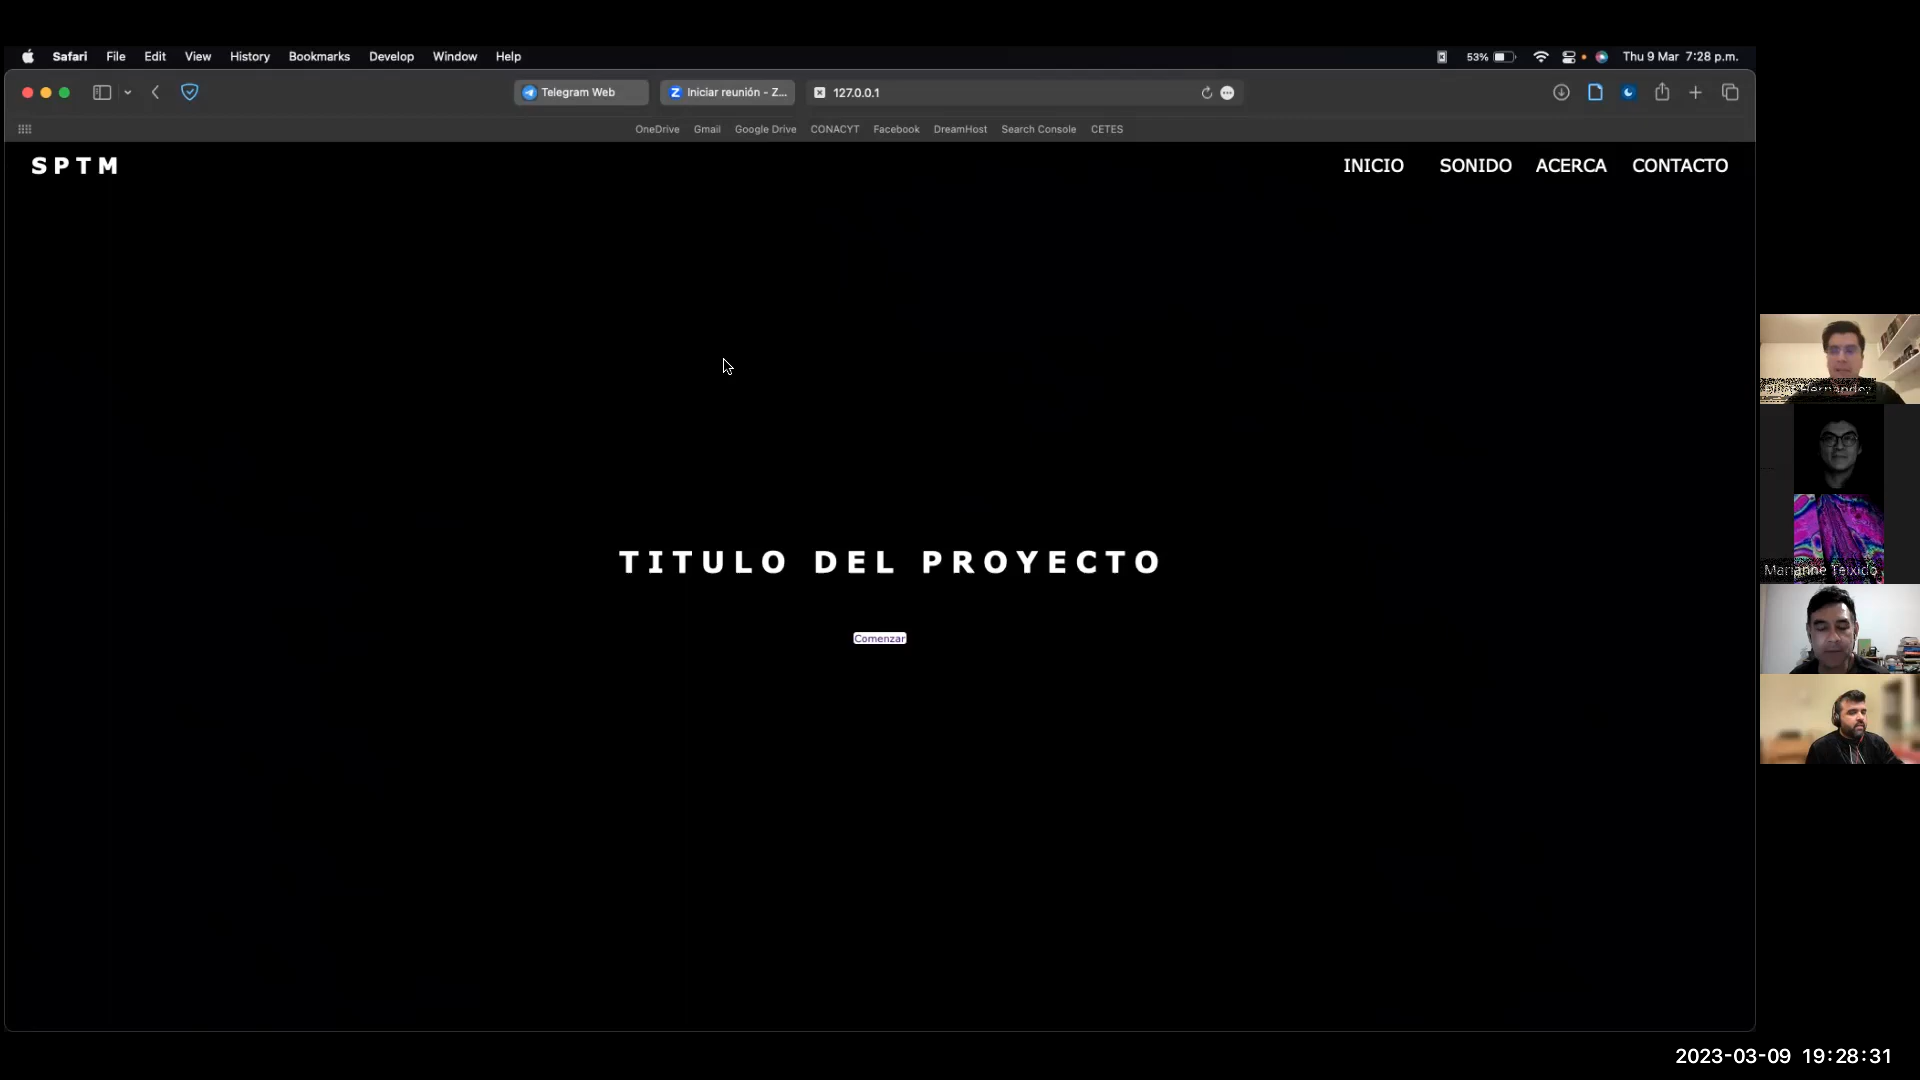 Safari File Edit View History Bookmarks Develop Window Help 53% Thu 9 Mar 7:28 p.m.
Telegram Web Iniciar reunión - Z... 127.0.0.1
OneDrive Gmail Google Drive CONACYT Facebook DreamHost Search Console CETES
SPTM INICIO SONIDO ACERCA CONTACTO
TITULO DEL PROYECTO
Comenzar
Hernández
Marianne Teixido
2023-03-09 19:28:31